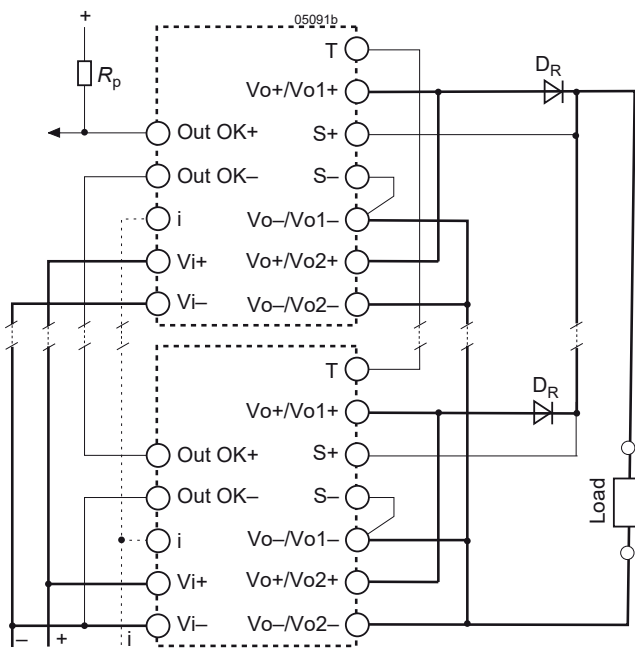 05091b
+
Rp
T
Vo+/Vo1+
DR
Out OK+
S+
Out OK–
S–
i
Vo–/Vo1–
Vi+
Vo+/Vo2+
Vi–
Vo–/Vo2–
T
Vo+/Vo1+
DR
Out OK+
S+
Out OK–
S–
Load
i
Vo–/Vo1–
Vi+
Vo+/Vo2+
Vi–
Vo–/Vo2–
– + i